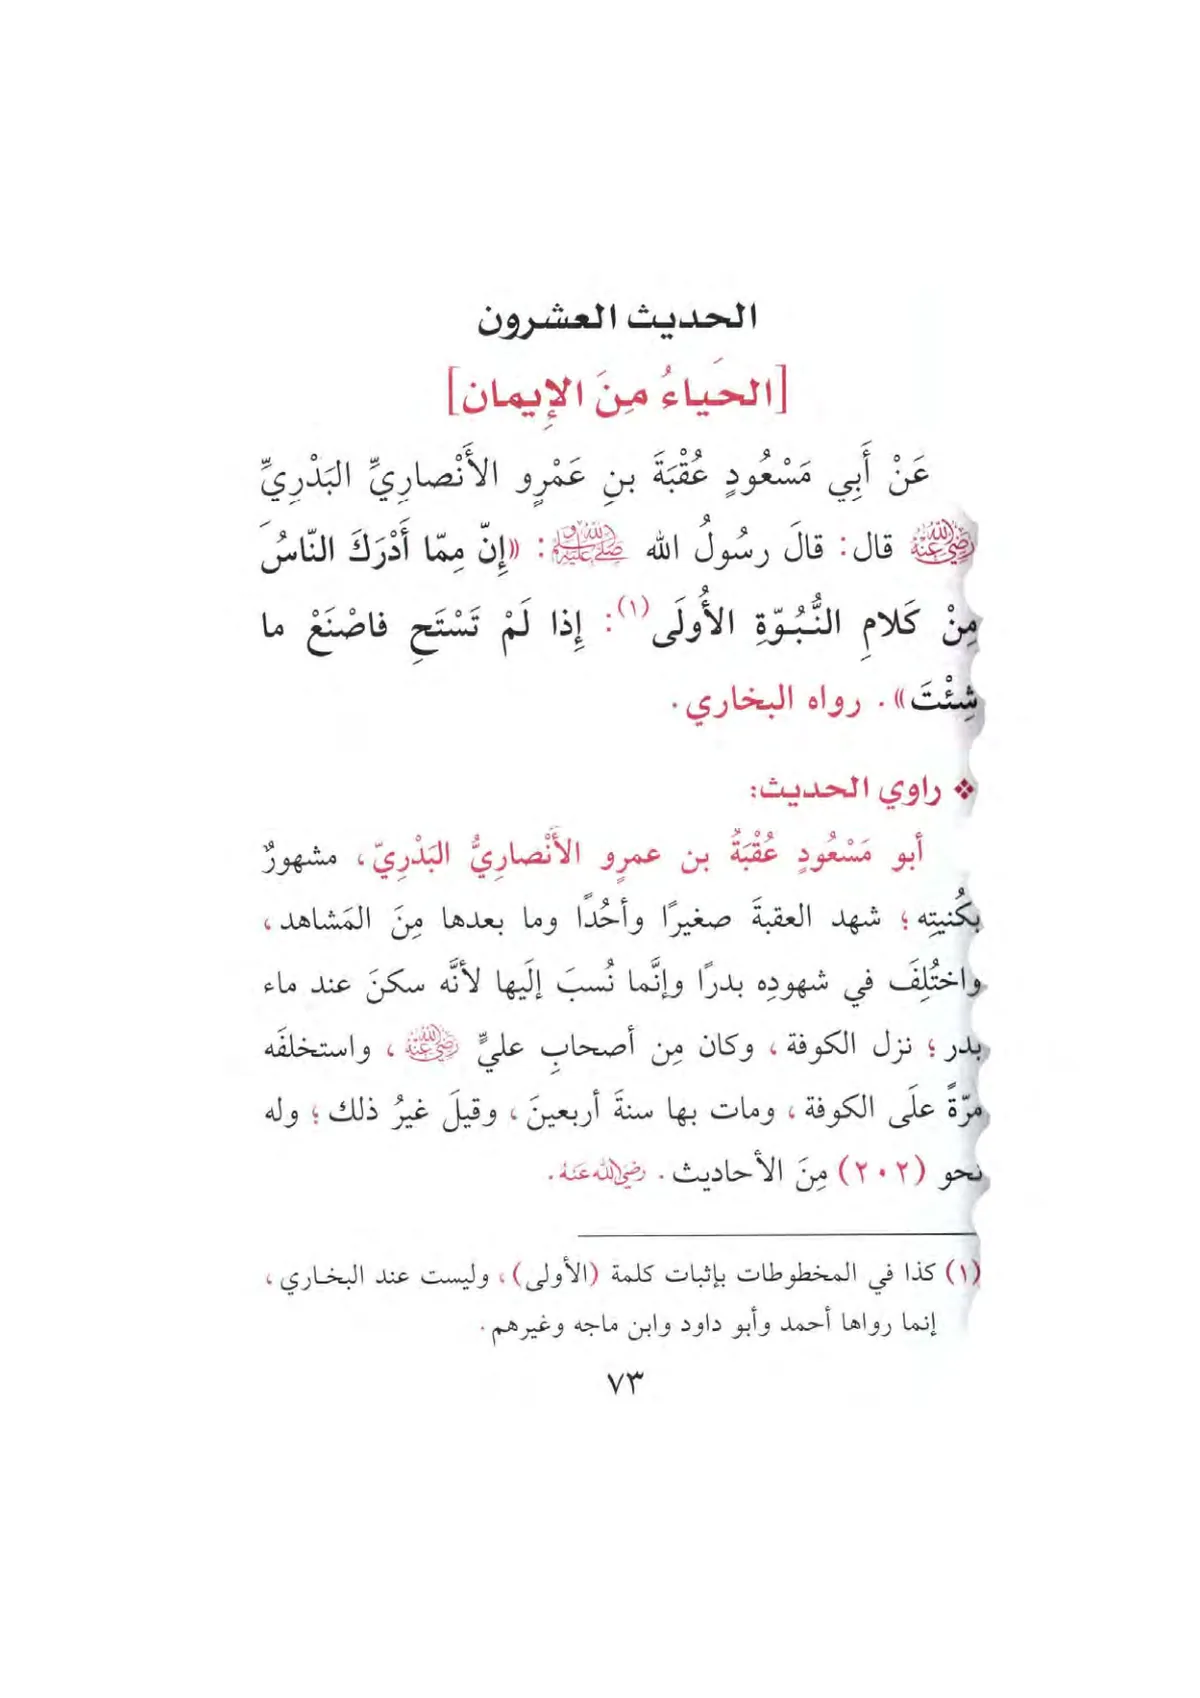 الحديث العشرون
[الحَياءُ مِنَ الإِيمان]
عَنْ أَبِي مَسْعُودٍ عُقْبَةَ بنِ عَمْرٍو الأَنْصارِيِّ البَدْرِيِّ
رَضِيَ اللهُ عَنْهُ قال: قالَ رسُولُ الله ﷺ: «إِنّ مِمّا أَدْرَكَ النّاسُ
مِنْ كَلامِ النُّبُوّةِ الأُولَى(١): إِذا لَمْ تَسْتَحِ فاصْنَعْ ما
شِئْتَ». رواه البخاري.
❖ راوي الحديث:
أبو مَسْعُودٍ عُقْبَةُ بن عمرٍو الأَنْصارِيُّ البَدْرِيّ، مشهورٌ
بكُنيتِه؛ شهد العقبةَ صغيرًا وأحُدًا وما بعدها مِنَ المَشاهد،
واختُلِفَ في شهودِه بدرًا وإنَّما نُسبَ إلَيها لأنَّه سكنَ عند ماء
بدر؛ نزل الكوفة، وكان مِن أصحابِ عليٍّ رَضِيَ اللهُ عَنْهُ، واستخلفَه
مرّةً علَى الكوفة، ومات بها سنةَ أربعينَ، وقيلَ غيرُ ذلك؛ وله
نحو (٢٠٢) مِنَ الأحاديث. رضي الله عنه.
(١) كذا في المخطوطات بإثبات كلمة (الأولى)، وليست عند البخاري،
إنما رواها أحمد وأبو داود وابن ماجه وغيرهم.
٧٣